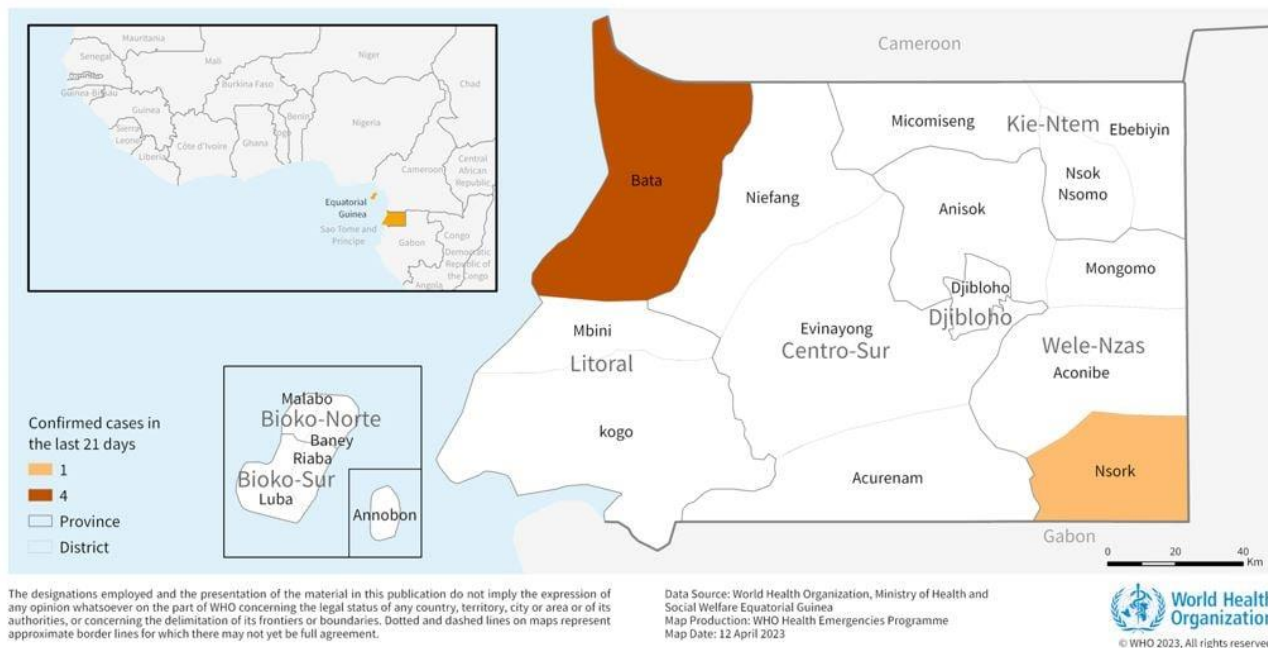 Mauritania
Senegal
Mali
Niger
Chad
Burkina Faso
Guinea-Bissau
Guinea
Benin
Nigeria
Sierra
Leone
Côte d'Ivoire
Ghana
Togo
Liberia
Cameroon
Central
African
Republic
Equatorial
Guinea
Sao Tome and
Principe
Gabon
Congo
Democratic
Republic of
the Congo
Angola
Cameroon
Micomiseng
Kie-Ntem
Ebebiyin
Bata
Niefang
Nsok
Nsomo
Anisok
Mongomo
Djibloho
Djibloho
Mbini
Litoral
Evinayong
Centro-Sur
Wele-Nzas
Aconibe
kogo
Acurenam
Nsork
Gabon
Malabo
Bioko-Norte
Baney
Riaba
Bioko-Sur
Luba
Annobon
Confirmed cases in
the last 21 days
1
4
Province
District
0 20 40
Km
The designations employed and the presentation of the material in this publication do not imply the expression of
any opinion whatsoever on the part of WHO concerning the legal status of any country, territory, city or area or of its
authorities, or concerning the delimitation of its frontiers or boundaries. Dotted and dashed lines on maps represent
approximate border lines for which there may not yet be full agreement.
Data Source: World Health Organization, Ministry of Health and
Social Welfare Equatorial Guinea
Map Production: WHO Health Emergencies Programme
Map Date: 12 April 2023
World Health
Organization
© WHO 2023, All rights reserved